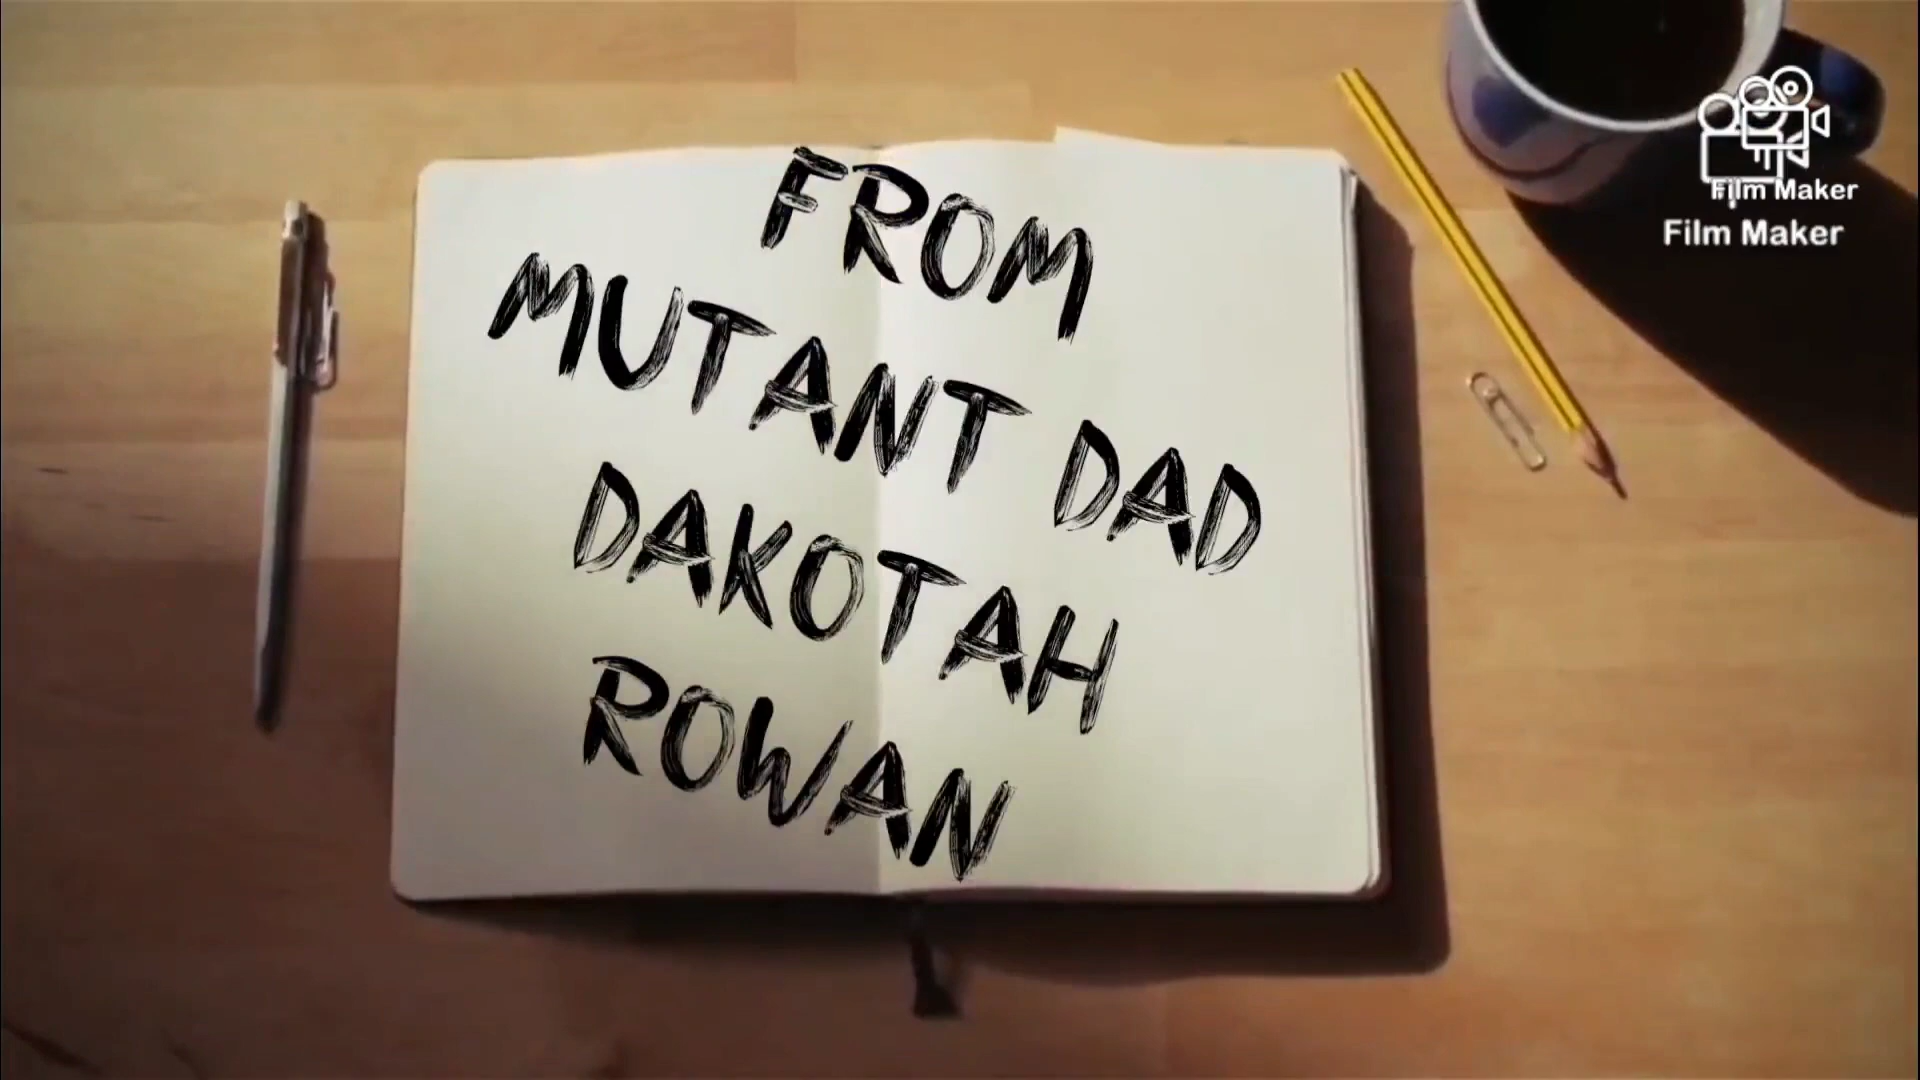 FROM
MUTANT DAD
DAKOTAH
ROWAN
Film Maker
Film Maker